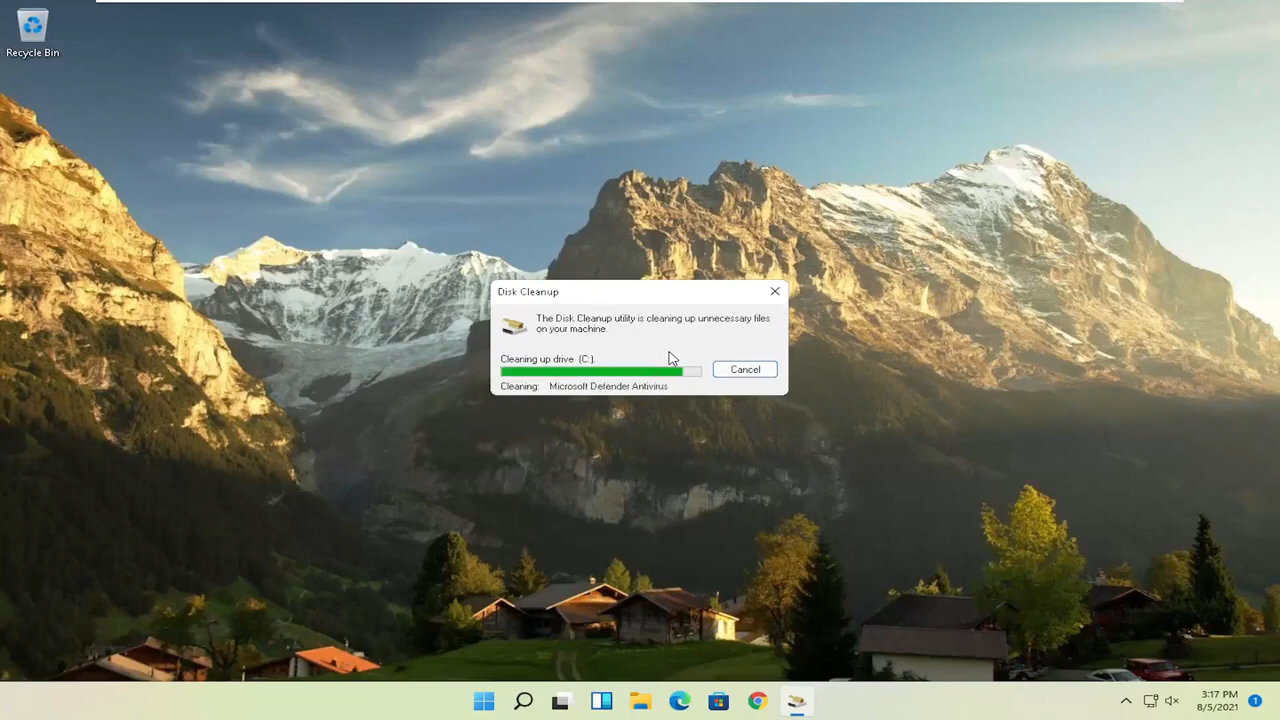 Recycle Bin
Disk Cleanup
The Disk Cleanup utility is cleaning up unnecessary files
on your machine.
Cleaning up drive (C:).
Cancel
Cleaning: Microsoft Defender Antivirus
3:17 PM
8/5/2021
1